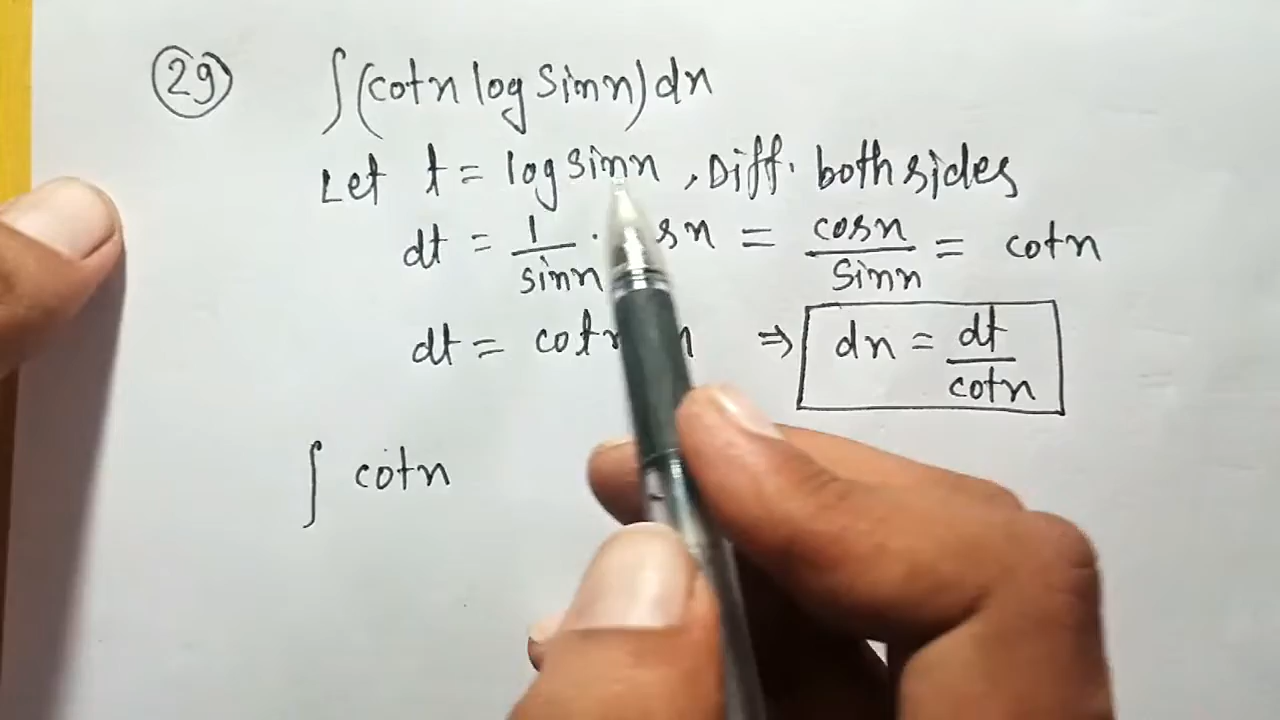 29 ∫(cotx log sinx) dx
Let t = log sinx , Diff. both sides
dt = 1/sinx · sx = cosx/sinx = cotx
dt = cot ⇒ dx = dt/cotx
∫ cotx